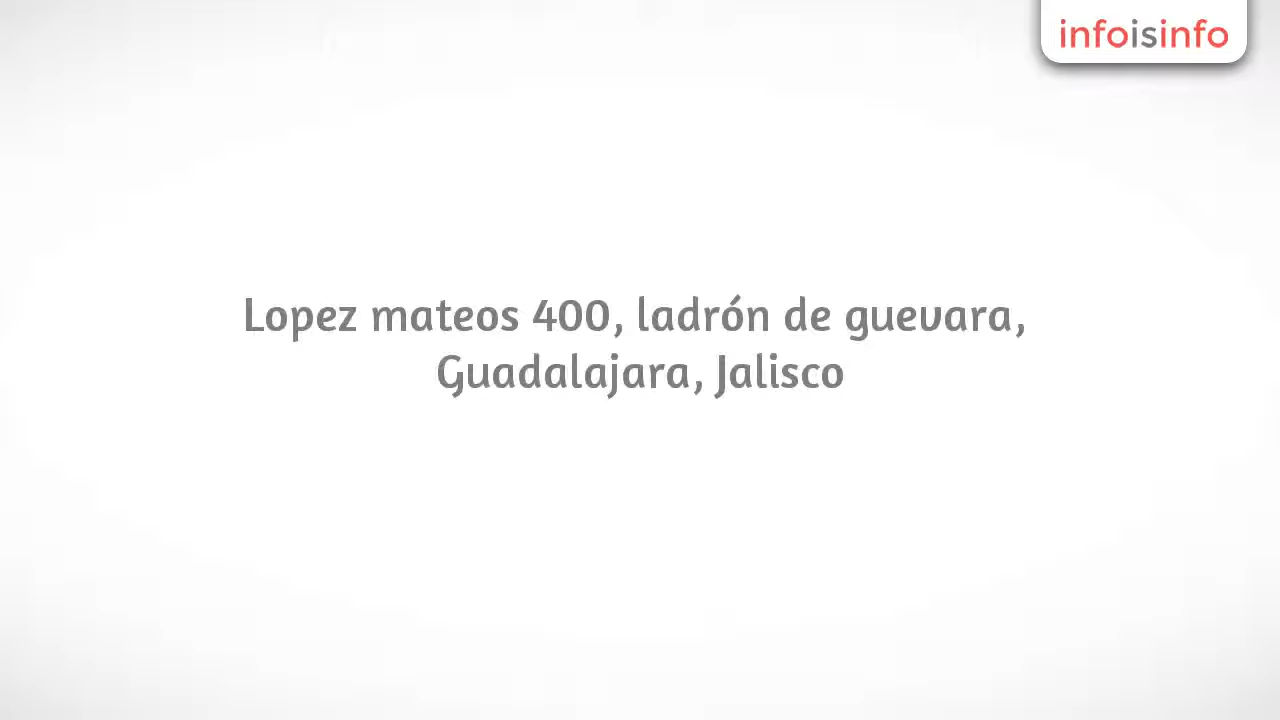 infoisinfo
Lopez mateos 400, ladrón de guevara,
Guadalajara, Jalisco